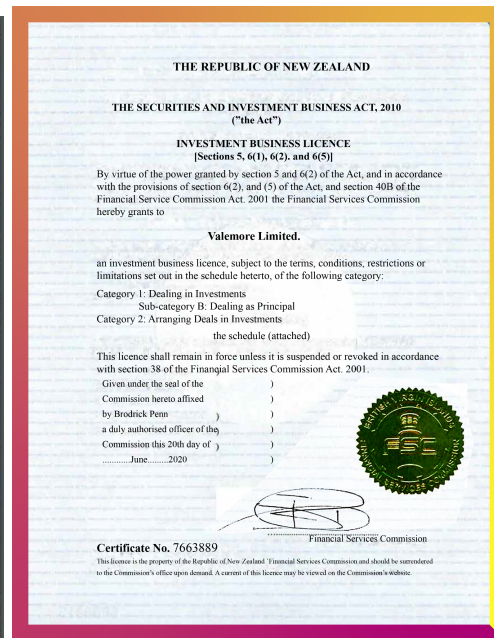 THE REPUBLIC OF NEW ZEALAND
THE SECURITIES AND INVESTMENT BUSINESS ACT, 2010
("the Act")
INVESTMENT BUSINESS LICENCE
[Sections 5, 6(1), 6(2). and 6(5)]
By virtue of the power granted by section 5 and 6(2) of the Act, and in accordance
with the provisions of section 6(2), and (5) of the Act, and section 40B of the
Financial Service Commission Act. 2001 the Financial Services Commission
hereby grants to
Valemore Limited.
an investment business licence, subject to the terms, conditions, restrictions or
limitations set out in the schedule heterto, of the following category:
Category 1: Dealing in Investments
Sub-category B: Dealing as Principal
Category 2: Arranging Deals in Investments
the schedule (attached)
This licence shall remain in force unless it is suspended or revoked in accordance
with section 38 of the Financial Services Commission Act. 2001.
Given under the seal of the )
Commission hereto affixed )
by Brodrick Penn ) )
a duly authorised officer of the) )
Commission this 20th day of ) )
............June.........2020 )
FSC
Financial Services Commission
Certificate No. 7663889
This licence is the property of the Republic of New Zealand `Financial Services Commission and should be surrendered
to the Commission's office upon demand. A current of this licence may be viewed on the Commission's website.